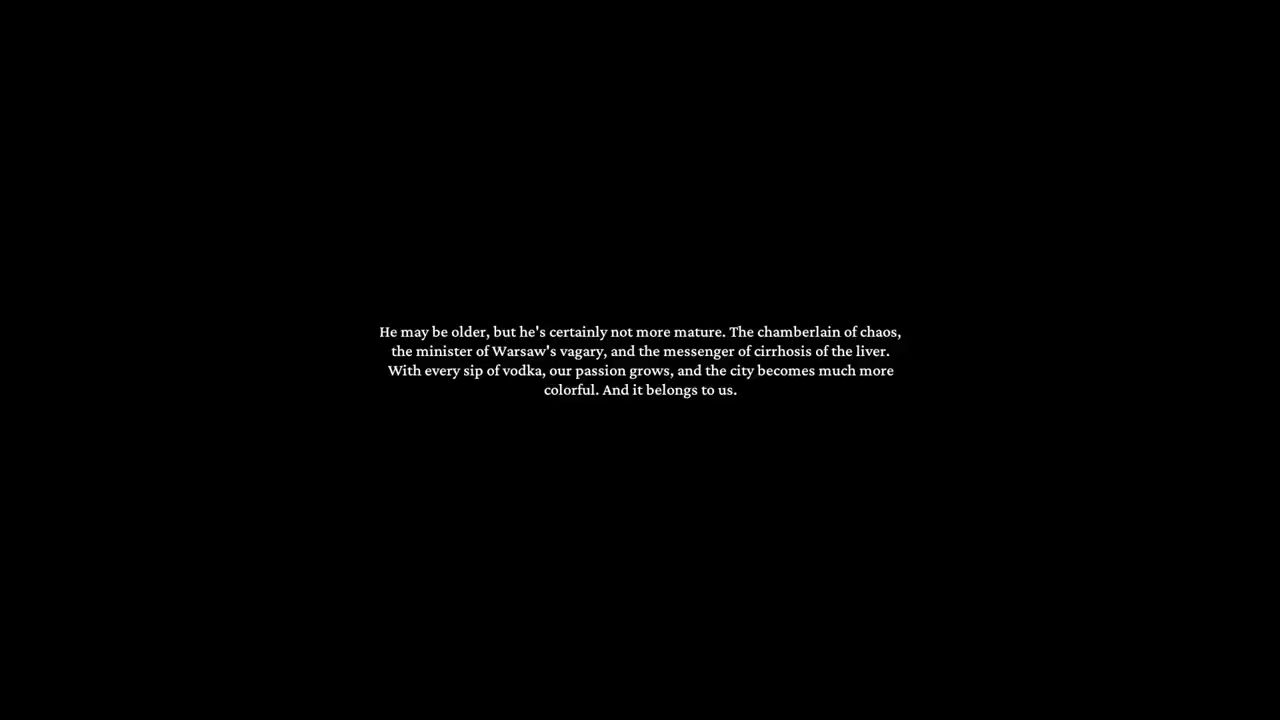 He may be older, but he's certainly not more mature. The chamberlain of chaos,
the minister of Warsaw's vagary, and the messenger of cirrhosis of the liver.
With every sip of vodka, our passion grows, and the city becomes much more
colorful. And it belongs to us.